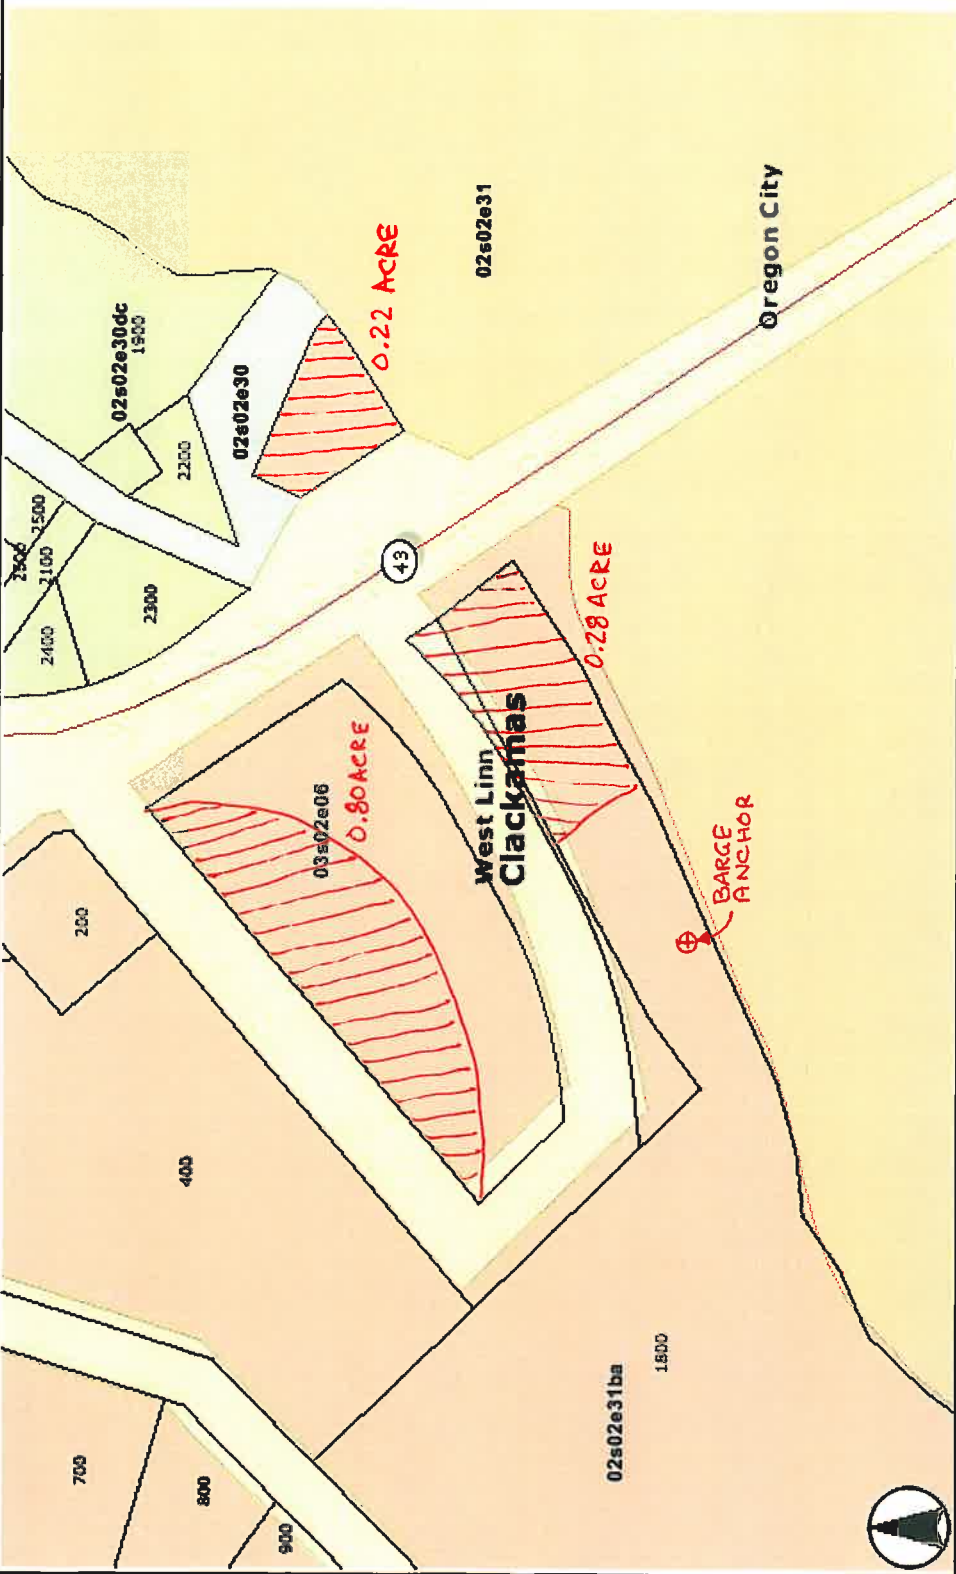 02s02e30dc
1900
2200
02s02e30
2500
2100
2400
2300
0.22 ACRE
02s02e31
Oregon City
43
0.28 ACRE
0.80 ACRE
03s02e06
West Linn
Clackamas
BARGE
ANCHOR
200
400
02s02e31ba
1800
700
800
900